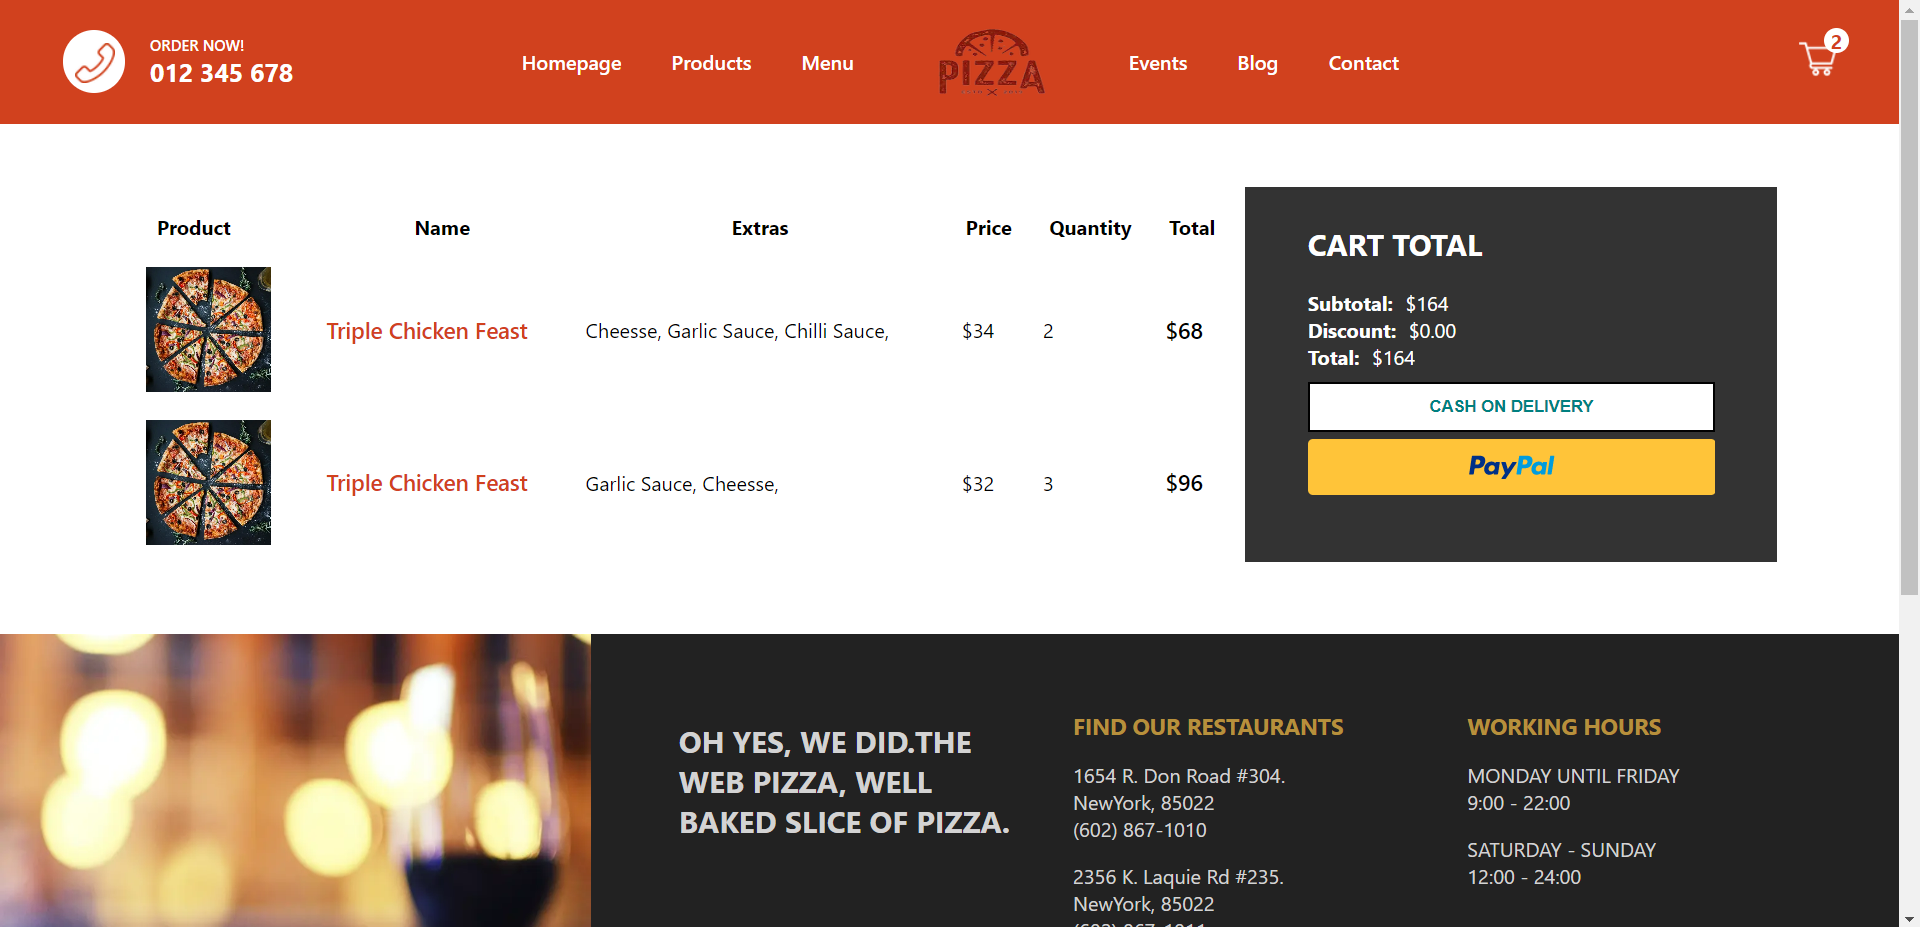 ORDER NOW!
012 345 678
Homepage
Products
Menu
PIZZA
Events
Blog
Contact
2
Product Name Extras Price Quantity Total
Triple Chicken Feast Cheesse, Garlic Sauce, Chilli Sauce, $34 2 $68
Triple Chicken Feast Garlic Sauce, Cheesse, $32 3 $96
CART TOTAL
Subtotal: $164
Discount: $0.00
Total: $164
CASH ON DELIVERY
PayPal
OH YES, WE DID.THE
WEB PIZZA, WELL
BAKED SLICE OF PIZZA.
FIND OUR RESTAURANTS
1654 R. Don Road #304.
NewYork, 85022
(602) 867-1010
2356 K. Laquie Rd #235.
NewYork, 85022
WORKING HOURS
MONDAY UNTIL FRIDAY
9:00 - 22:00
SATURDAY - SUNDAY
12:00 - 24:00